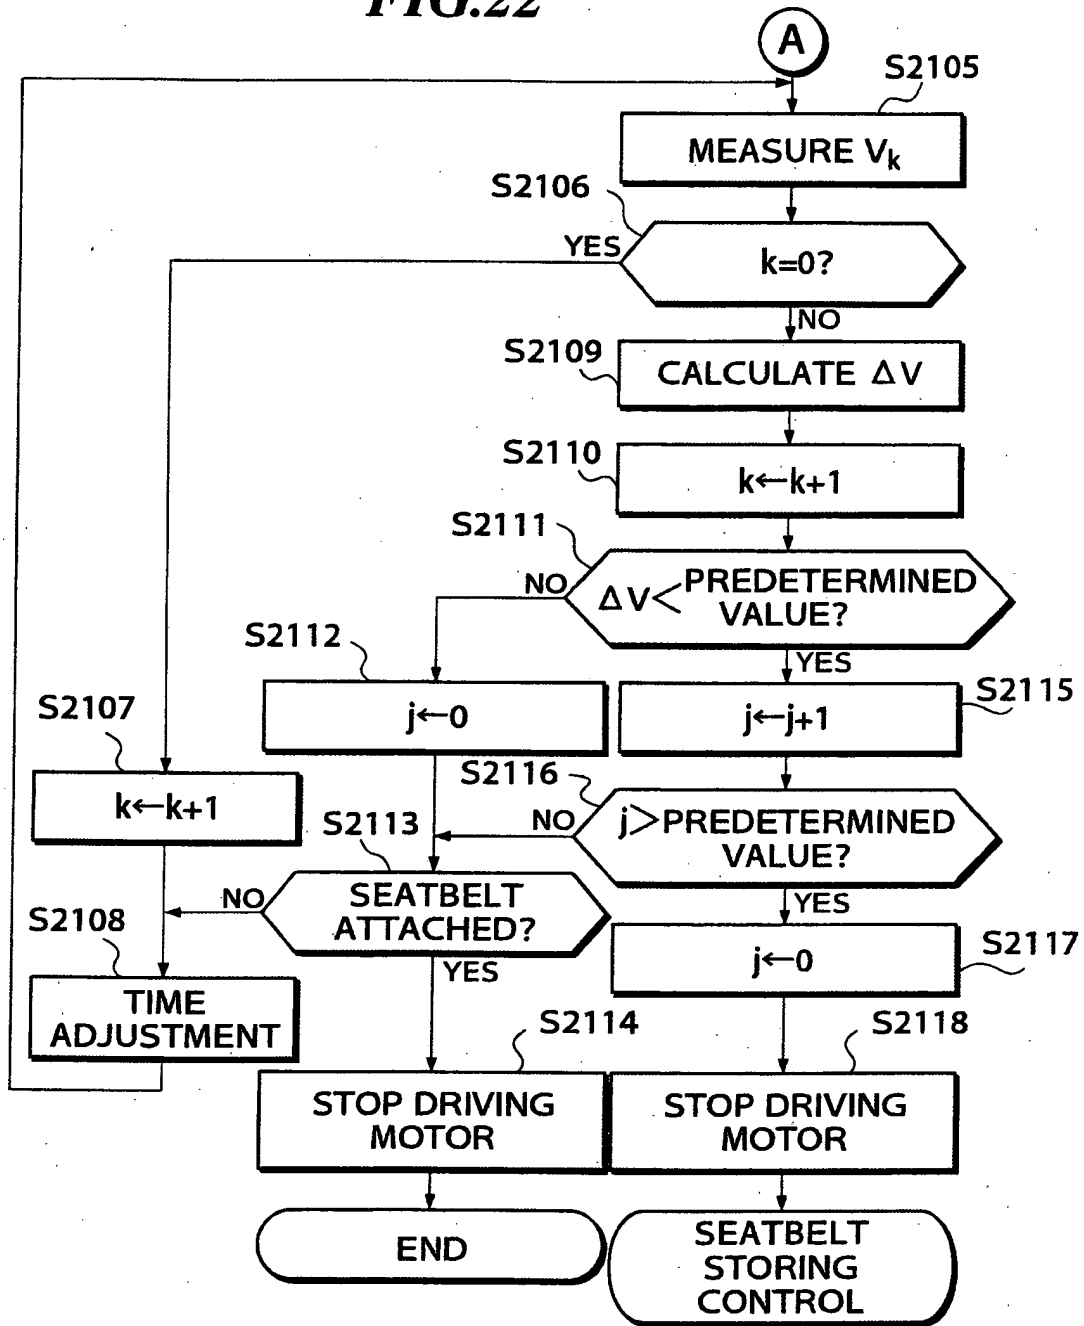 FIG.22
A
S2105
MEASURE Vk
S2106
YES
k=0?
NO
S2109
CALCULATE ΔV
S2110
k←k+1
S2111
NO
ΔV< PREDETERMINED
VALUE?
YES
S2112
j←0
S2115
j←j+1
S2107
k←k+1
S2116
NO
j>PREDETERMINED
VALUE?
YES
S2113
NO
SEATBELT
ATTACHED?
YES
S2108
TIME
ADJUSTMENT
j←0
S2117
S2114
STOP DRIVING
MOTOR
S2118
STOP DRIVING
MOTOR
END
SEATBELT
STORING
CONTROL